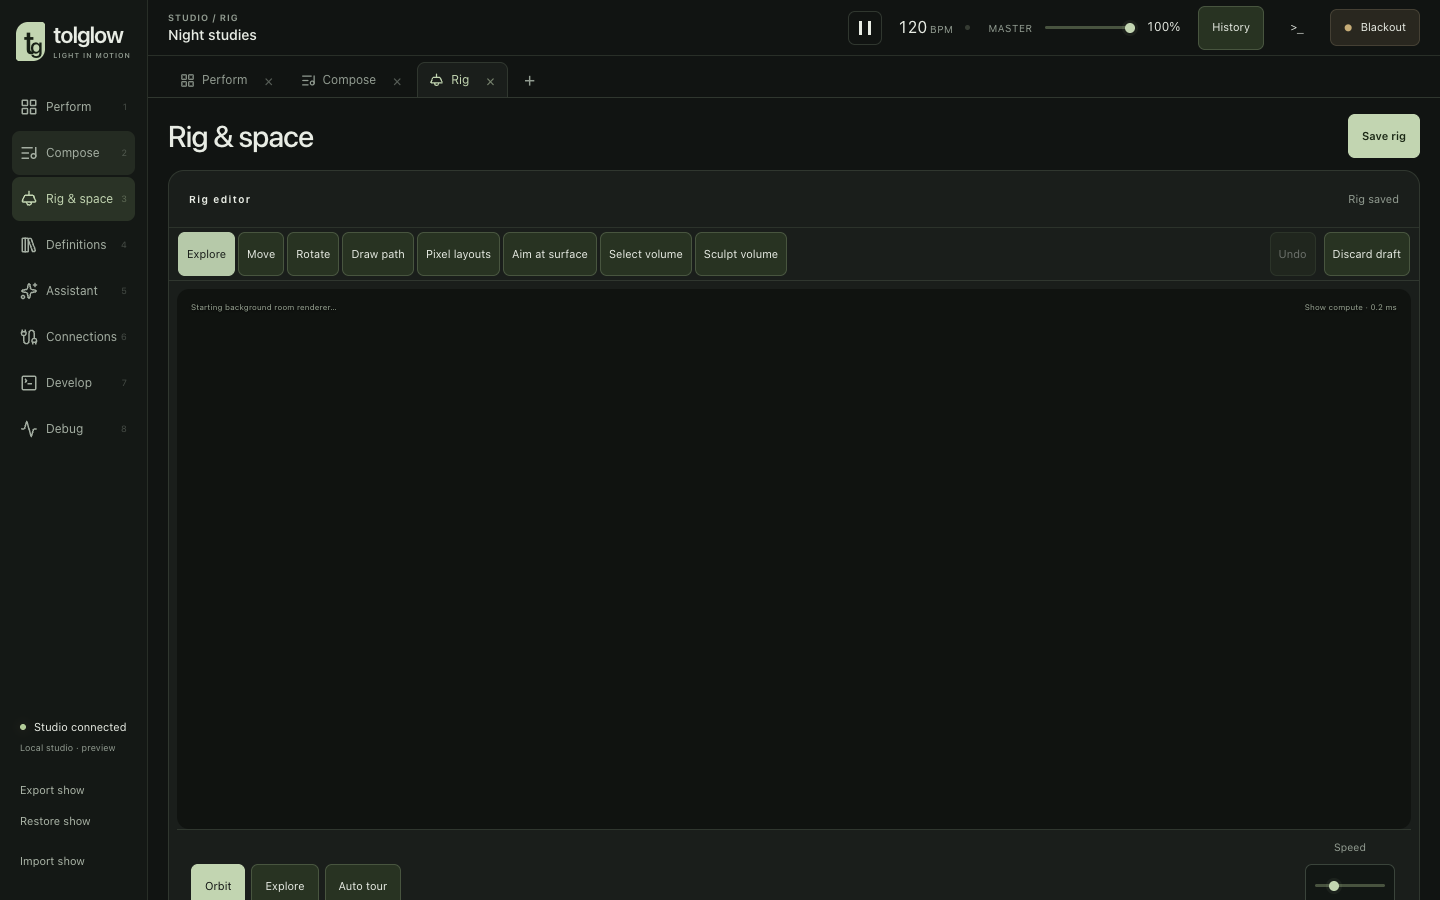 tg tolglow
LIGHT IN MOTION
STUDIO / RIG
Night studies
120 BPM
MASTER
100%
History
>_
Blackout
Perform
Compose
Rig
Perform 1
Compose 2
Rig & space 3
Definitions 4
Assistant 5
Connections 6
Develop 7
Debug 8
Rig & space
Save rig
Rig editor
Rig saved
Explore
Move
Rotate
Draw path
Pixel layouts
Aim at surface
Select volume
Sculpt volume
Undo
Discard draft
Starting background room renderer...
Show compute · 0.2 ms
Speed
Orbit
Explore
Auto tour
Studio connected
Local studio · preview
Export show
Restore show
Import show